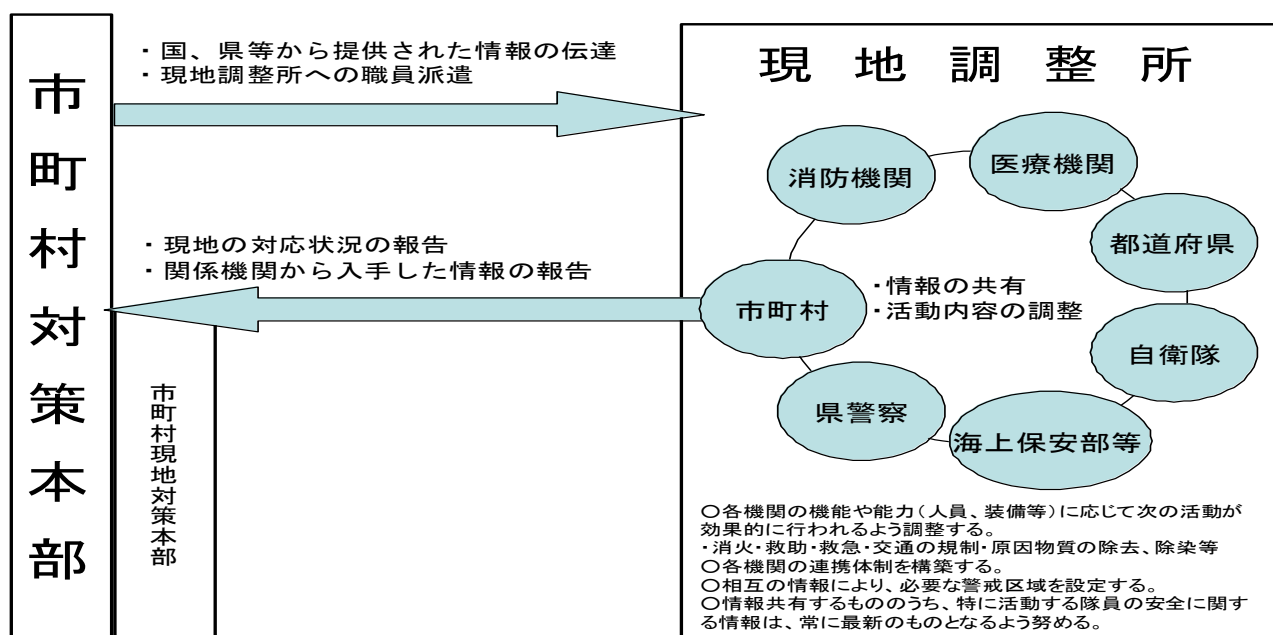 市町村対策本部
・国、県等から提供された情報の伝達
・現地調整所への職員派遣
・現地の対応状況の報告
・関係機関から入手した情報の報告
市町村現地対策本部
現地調整所
消防機関
医療機関
都道府県
市町村
・情報の共有
・活動内容の調整
自衛隊
県警察
海上保安部等
○各機関の機能や能力（人員、装備等）に応じて次の活動が
効果的に行われるよう調整する。
・消火・救助・救急・交通の規制・原因物質の除去、除染等
○各機関の連携体制を構築する。
○相互の情報により、必要な警戒区域を設定する。
○情報共有するもののうち、特に活動する隊員の安全に関す
る情報は、常に最新のものとなるよう努める。